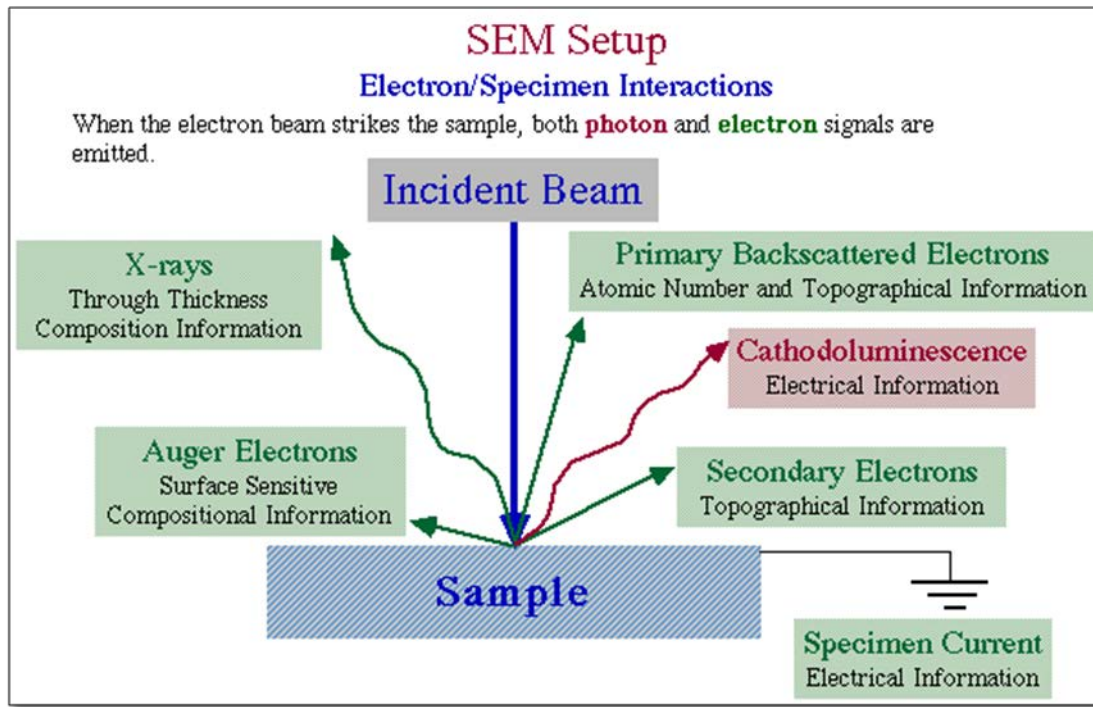 SEM Setup
Electron/Specimen Interactions
When the electron beam strikes the sample, both photon and electron signals are
emitted.
Incident Beam
X-rays
Through Thickness
Composition Information
Primary Backscattered Electrons
Atomic Number and Topographical Information
Cathodoluminescence
Electrical Information
Auger Electrons
Surface Sensitive
Compositional Information
Secondary Electrons
Topographical Information
Sample
Specimen Current
Electrical Information